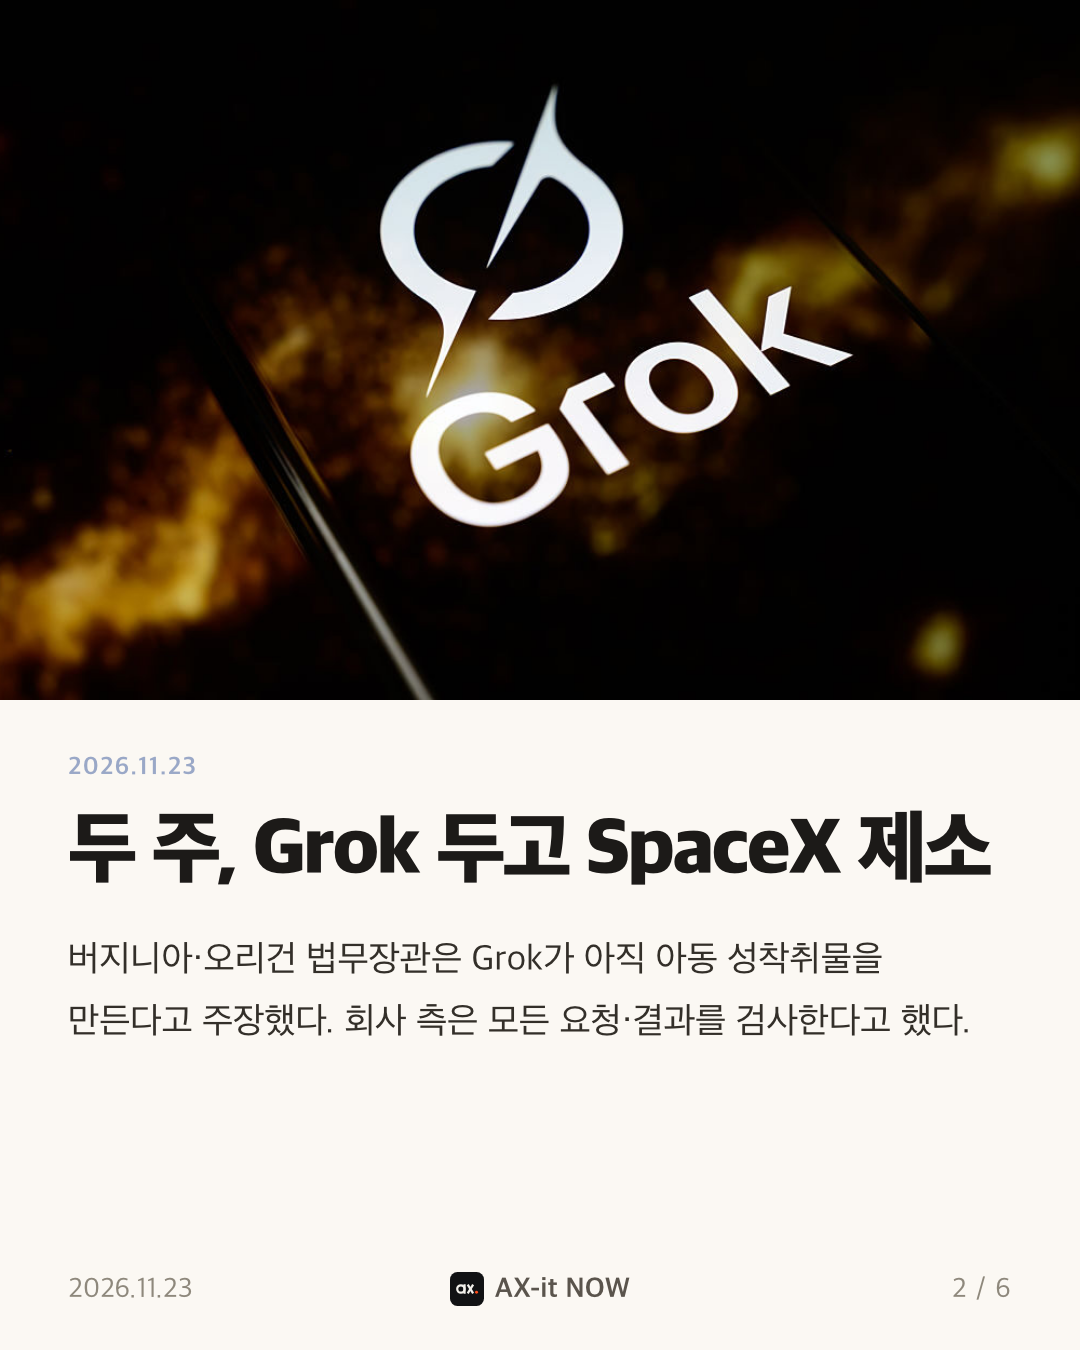 Grok
2026.11.23
두 주, Grok 두고 SpaceX 제소
버지니아·오리건 법무장관은 Grok가 아직 아동 성착취물을
만든다고 주장했다. 회사 측은 모든 요청·결과를 검사한다고 했다.
2026.11.23
ax. AX-it NOW
2 / 6